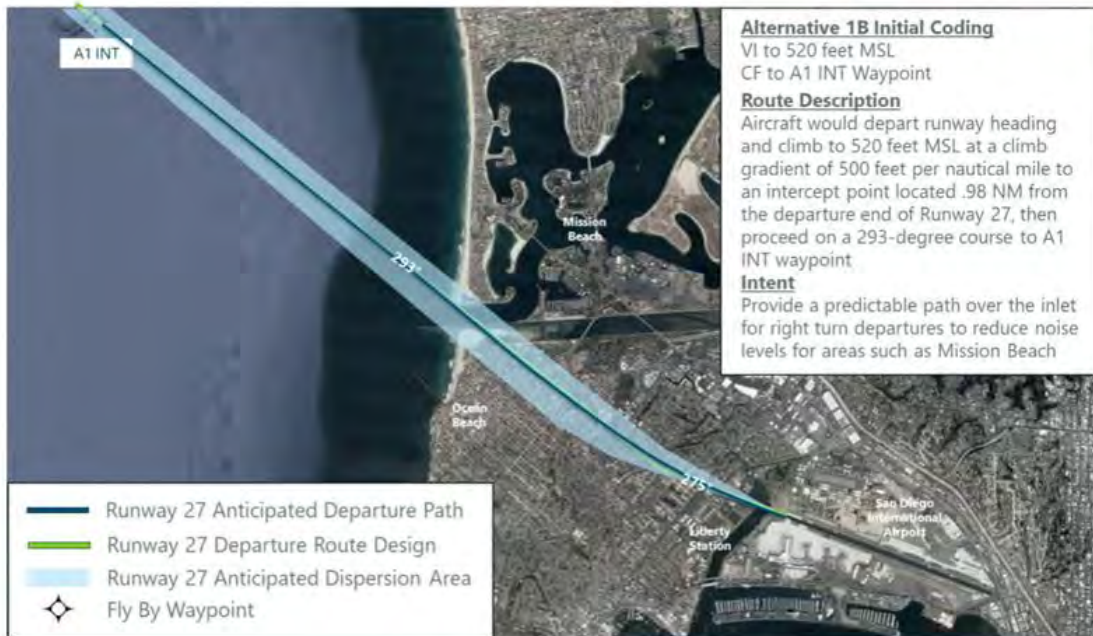 A1 INT
Alternative 1B Initial Coding
VI to 520 feet MSL
CF to A1 INT Waypoint
Route Description
Aircraft would depart runway heading
and climb to 520 feet MSL at a climb
gradient of 500 feet per nautical mile to
an intercept point located .98 NM from
the departure end of Runway 27, then
proceed on a 293-degree course to A1
INT waypoint
Intent
Provide a predictable path over the inlet
for right turn departures to reduce noise
levels for areas such as Mission Beach
Mission
Beach
293°
Ocean
Beach
275°
San Diego
International
Airport
Liberty
Station
Runway 27 Anticipated Departure Path
Runway 27 Departure Route Design
Runway 27 Anticipated Dispersion Area
Fly By Waypoint